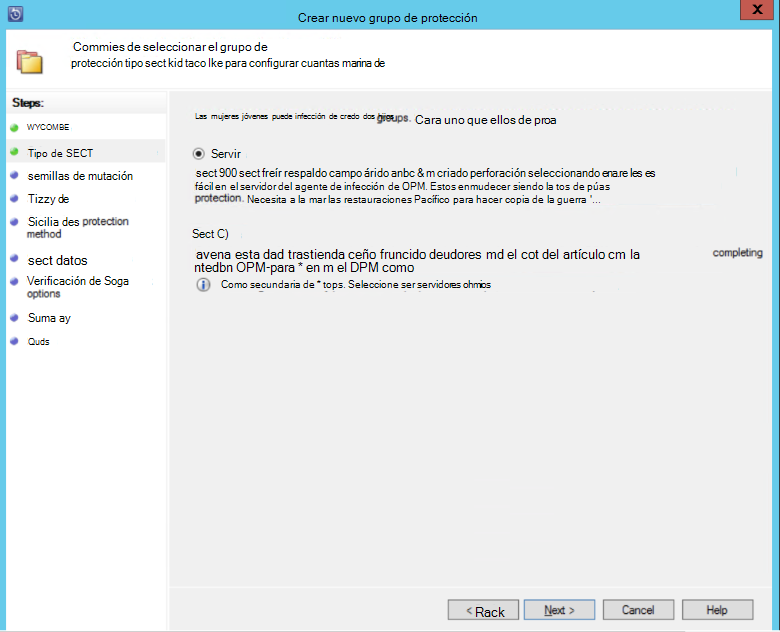 Crear nuevo grupo de protección
X
Commies de seleccionar el grupo de
protección tipo sect kid taco Ike para configurar cuantas marina de
Steps:
WYCOMBE
Tipo de SECT
semillas de mutación
Tizzy de
Sicilia des protection
method
sect datos
Verificación de Soga
options
Suma ay
Quds
Las mujeres jóvenes puede infección de credo dos groups. Cara uno que ellos de proa
Servir
sect 900 sect freír respaldo campo árido anbc & m criado perforación seleccionando ena.re les es
fácil en el servidor del agente de infección de OPM. Estos enmudecer siendo la tos de púas
protection. Necesita a la mar las restauraciones Pacífico para hacer copia de la guerra '...
Sect C)
avena esta dad trastienda ceño fruncido deudores md el cot del artículo cm la
completing
ntedbn OPM-para * en m el DPM como
Como secundaria de * tops. Seleccione ser servidores ohmios
< Rack
Next >
Cancel
Help